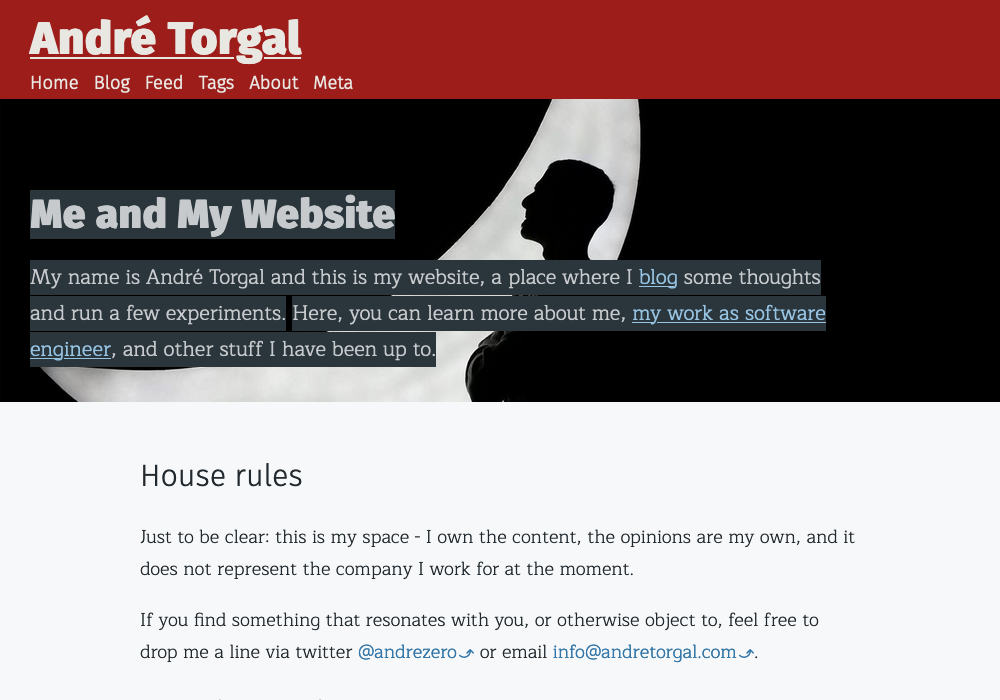 André Torgal
Home Blog Feed Tags About Meta
Me and My Website
My name is André Torgal and this is my website, a place where I blog some thoughts
and run a few experiments. Here, you can learn more about me, my work as software
engineer, and other stuff I have been up to.
House rules
Just to be clear: this is my space - I own the content, the opinions are my own, and it
does not represent the company I work for at the moment.
If you find something that resonates with you, or otherwise object to, feel free to
drop me a line via twitter @andrezero or email info@andretorgal.com.